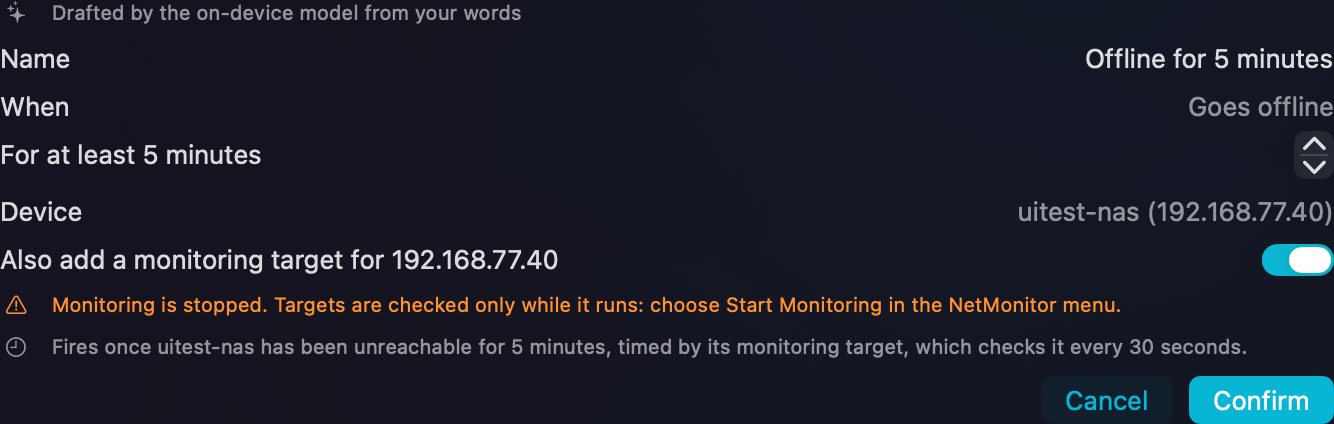 Drafted by the on-device model from your words
Name Offline for 5 minutes
When Goes offline
For at least 5 minutes
Device uitest-nas (192.168.77.40)
Also add a monitoring target for 192.168.77.40
Monitoring is stopped. Targets are checked only while it runs: choose Start Monitoring in the NetMonitor menu.
Fires once uitest-nas has been unreachable for 5 minutes, timed by its monitoring target, which checks it every 30 seconds.
Cancel Confirm